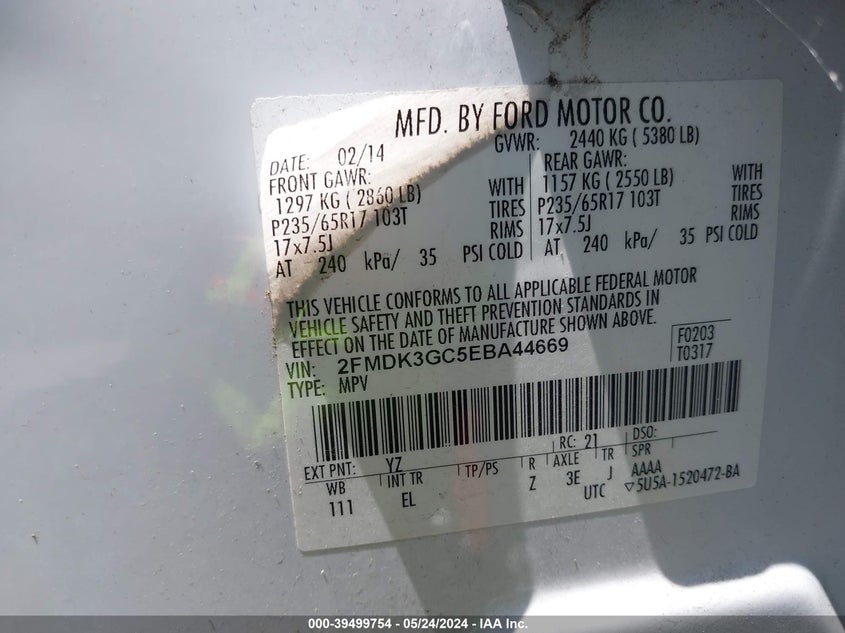 MFD. BY FORD MOTOR CO.
DATE: 02/14 GVWR: 2440 KG ( 5380 LB)
FRONT GAWR: REAR GAWR:
1297 KG ( 2860 LB) WITH 1157 KG ( 2550 LB) WITH
P235/65R17 103T TIRES P235/65R17 103T TIRES
17x7.5J RIMS 17x7.5J RIMS
AT 240 kPa/ 35 PSI COLD AT 240 kPa/ 35 PSI COLD
THIS VEHICLE CONFORMS TO ALL APPLICABLE FEDERAL MOTOR
VEHICLE SAFETY AND THEFT PREVENTION STANDARDS IN
EFFECT ON THE DATE OF MANUFACTURE SHOWN ABOVE.
VIN: 2FMDK3GC5EBA44669 F0203
TYPE: MPV T0317
RC: 21 DSO:
EXT PNT: YZ
WB INT TR TP/PS R AXLE TR SPR
111 EL Z 3E J AAAA
UTC ▽5U5A-1520472-BA
000-39499754 - 05/24/2024 - IAA Inc.